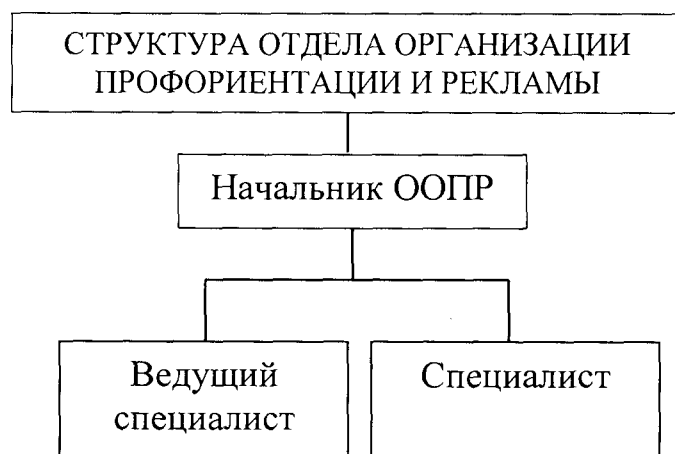 СТРУКТУРА ОТДЕЛА ОРГАНИЗАЦИИ
ПРОФОРИЕНТАЦИИ И РЕКЛАМЫ
Начальник ООПР
Ведущий
специалист
Специалист